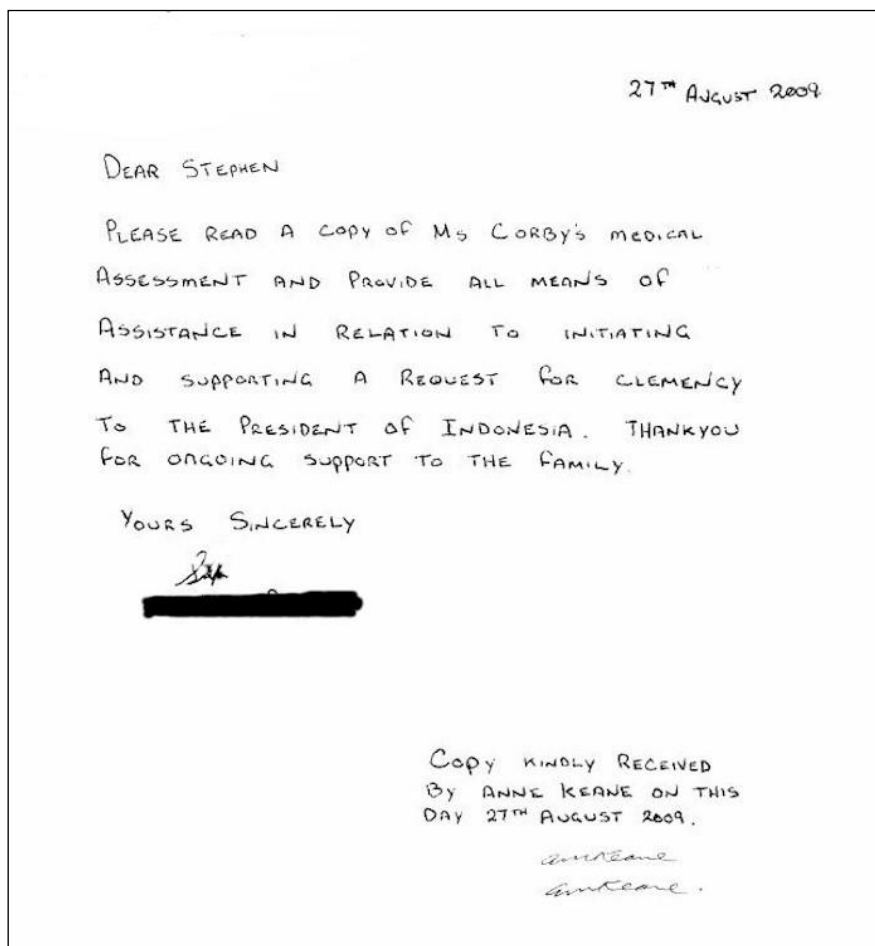 27TH August 2009
Dear Stephen
Please read a copy of Ms Corby's medical
Assessment and provide all means of
Assistance in relation to initiating
And supporting a request for clemency
To the President of Indonesia. Thankyou
for ongoing support to the family.
Yours Sincerely
Copy kindly received
By Anne Keane on this
day 27TH August 2009.
amKeane
amKeane.